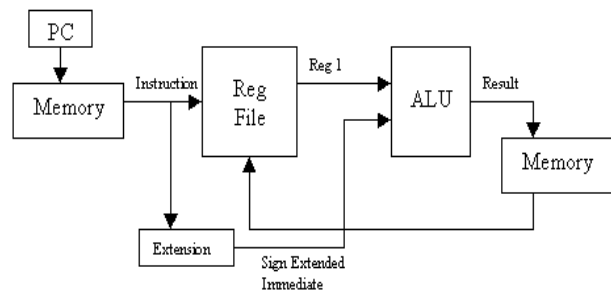 PC
Memory
Instruction
Reg
File
Reg 1
ALU
Result
Memory
Extension
Sign Extended
Immediate